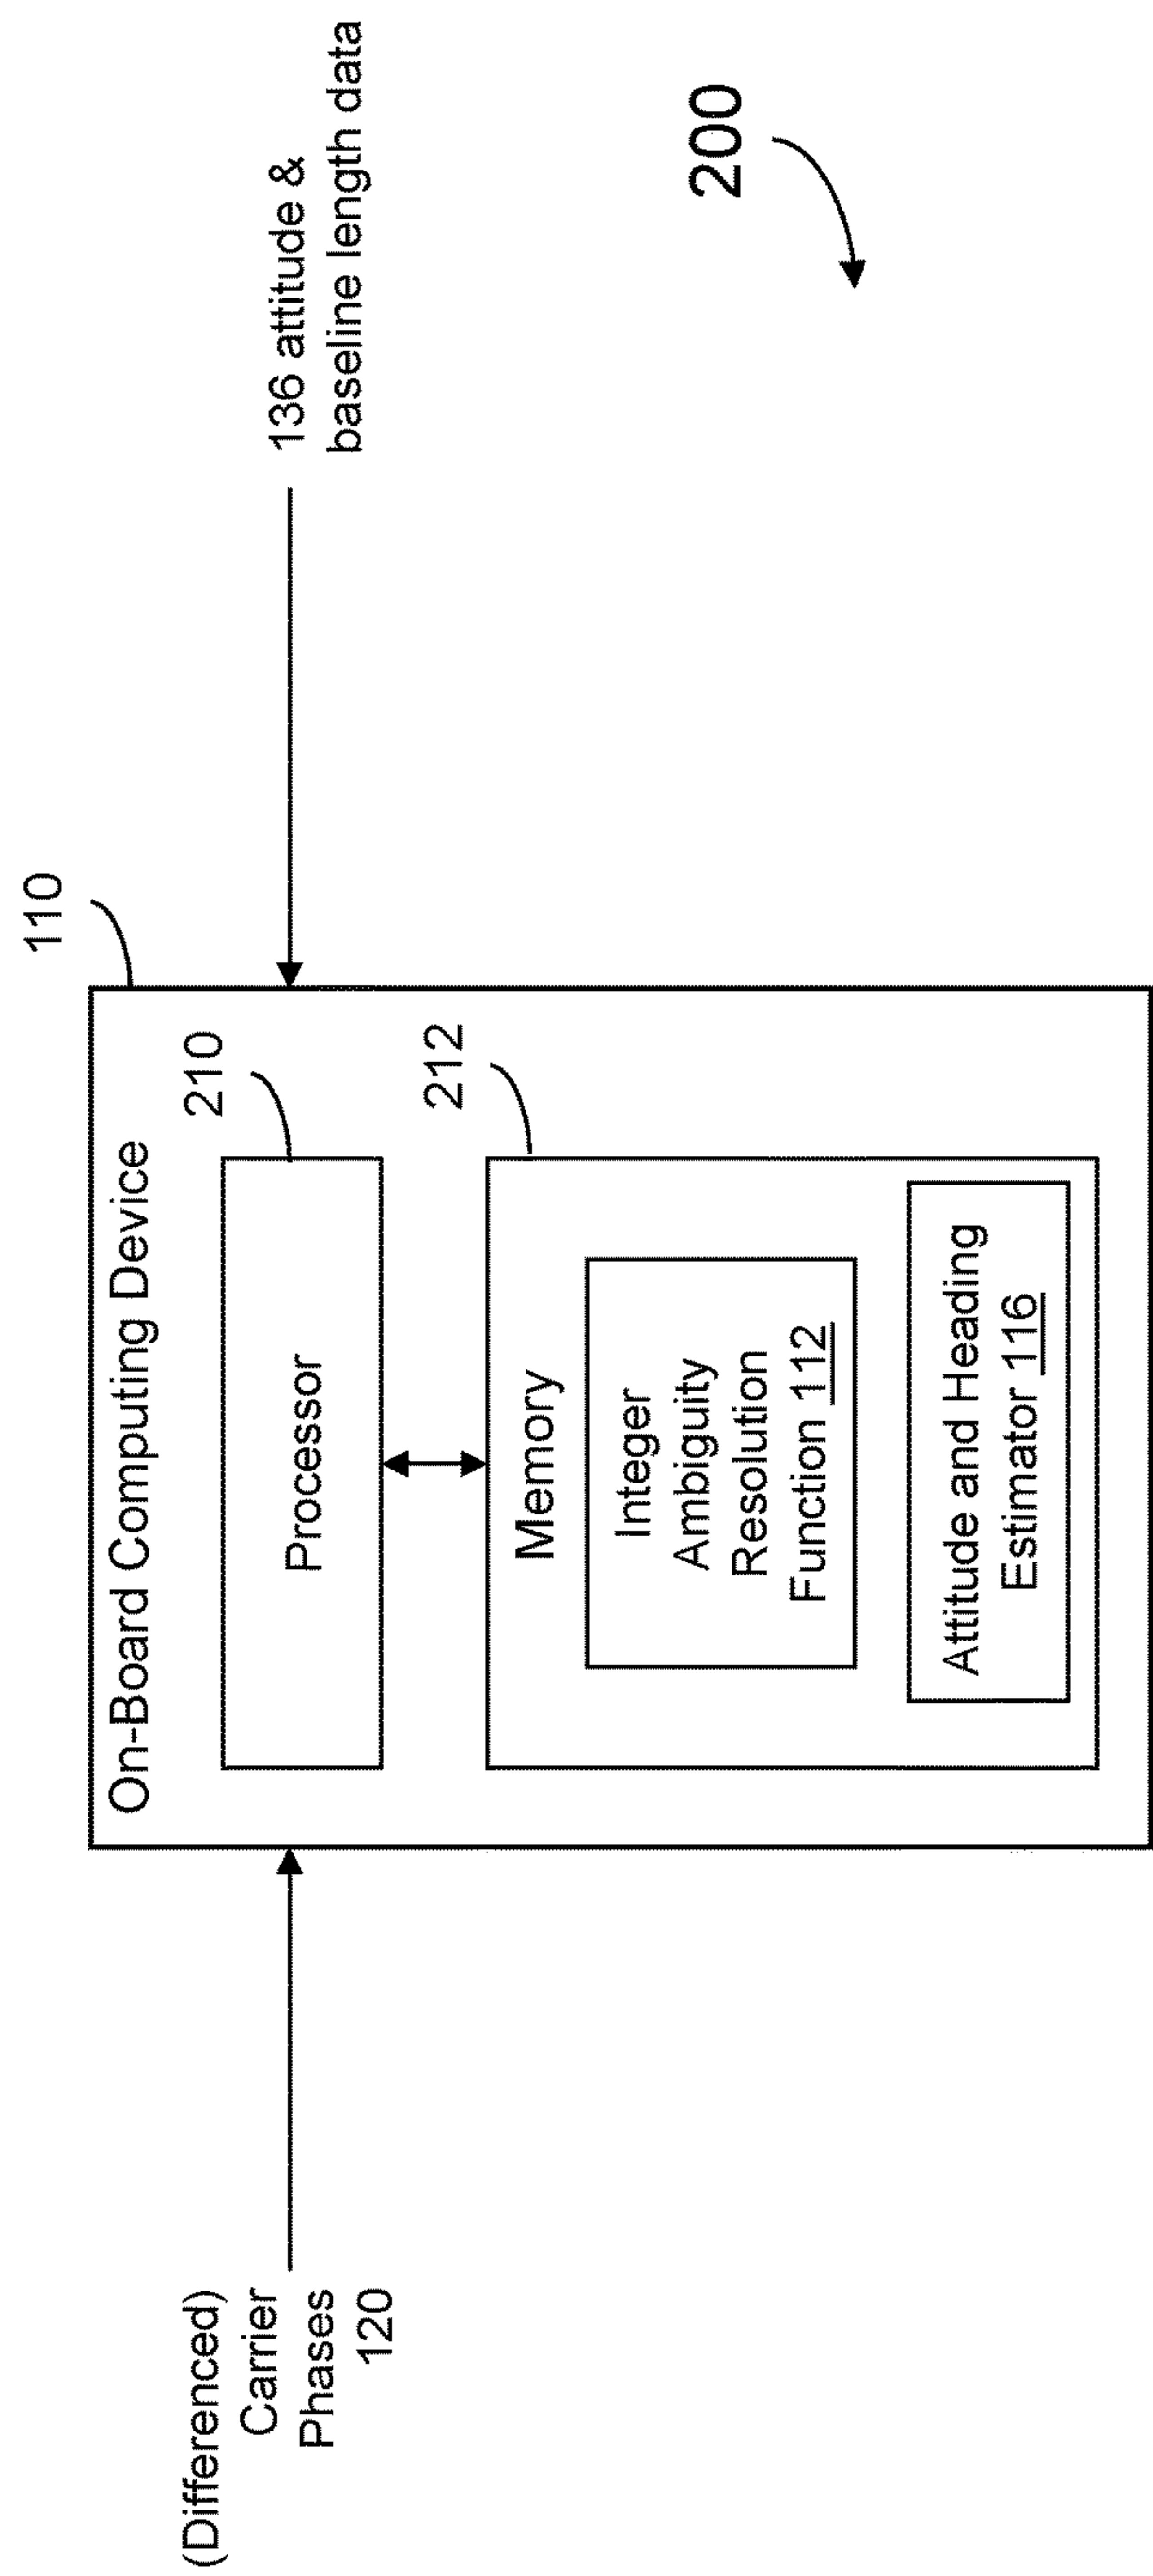 200
110
On-Board Computing Device
210
Processor
212
Memory
Integer
Ambiguity
Resolution
Function 112
Attitude and Heading
Estimator 116
(Differenced)
Carrier
Phases
120
136 attitude &
baseline length data